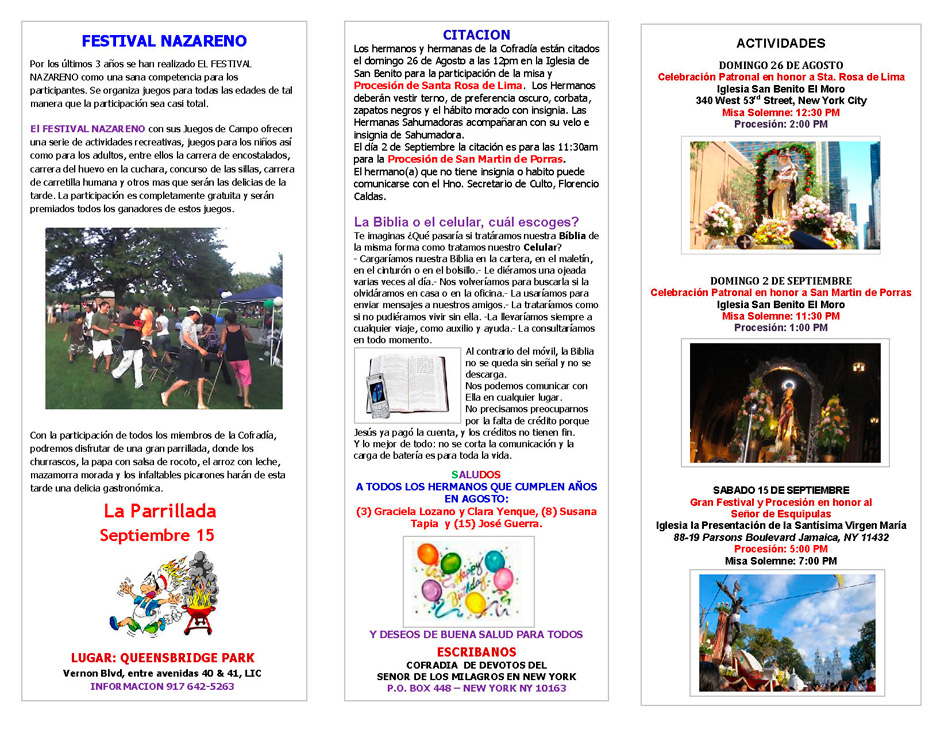 FESTIVAL NAZARENO
Por los últimos 3 años se han realizado EL FESTIVAL
NAZARENO como una sana competencia para los
participantes. Se organiza juegos para todas las edades de tal
manera que la participación sea casi total.
El FESTIVAL NAZARENO con sus Juegos de Campo ofrecen
una serie de actividades recreativas, juegos para los niños así
como para los adultos, entre ellos la carrera de encostalados,
carrera del huevo en la cuchara, concurso de las sillas, carrera
de carretilla humana y otros mas que serán las delicias de la
tarde. La participación es completamente gratuita y serán
premiados todos los ganadores de estos juegos.
Con la participación de todos los miembros de la Cofradía,
podremos disfrutar de una gran parrillada, donde los
churrascos, la papa con salsa de rocoto, el arroz con leche,
mazamorra morada y los infaltables picarones harán de esta
tarde una delicia gastronómica.
La Parrillada
Septiembre 15
LUGAR: QUEENSBRIDGE PARK
Vernon Blvd, entre avenidas 40 & 41, LIC
INFORMACION 917 642-5263
CITACION
Los hermanos y hermanas de la Cofradía están citados
el domingo 26 de Agosto a las 12pm en la Iglesia de
San Benito para la participación de la misa y
Procesión de Santa Rosa de Lima. Los Hermanos
deberán vestir terno, de preferencia oscuro, corbata,
zapatos negros y el hábito morado con insignia. Las
Hermanas Sahumadoras acompañaran con su velo e
insignia de Sahumadora.
El día 2 de Septiembre la citación es para las 11:30am
para la Procesión de San Martin de Porras.
El hermano(a) que no tiene insignia o habito puede
comunicarse con el Hno. Secretario de Culto, Florencio
Caldas.
La Biblia o el celular, cuál escoges?
Te imaginas ¿Qué pasaría si tratáramos nuestra Biblia de
la misma forma como tratamos nuestro Celular?
- Cargaríamos nuestra Biblia en la cartera, en el maletín,
en el cinturón o en el bolsillo.- Le diéramos una ojeada
varias veces al día.- Nos volveríamos para buscarla si la
olvidáramos en casa o en la oficina.- La usaríamos para
enviar mensajes a nuestros amigos.- La trataríamos como
si no pudiéramos vivir sin ella. -La llevaríamos siempre a
cualquier viaje, como auxilio y ayuda.- La consultaríamos
en todo momento.
Al contrario del móvil, la Biblia
no se queda sin señal y no se
descarga.
Nos podemos comunicar con
Ella en cualquier lugar.
No precisamos preocuparnos
por la falta de crédito porque
Jesús ya pagó la cuenta, y los créditos no tienen fin.
Y lo mejor de todo: no se corta la comunicación y la
carga de batería es para toda la vida.
SALUDOS
A TODOS LOS HERMANOS QUE CUMPLEN AÑOS
EN AGOSTO:
(3) Graciela Lozano y Clara Yenque, (8) Susana
Tapia y (15) José Guerra.
Happy
Birthday
Y DESEOS DE BUENA SALUD PARA TODOS
ESCRIBANOS
COFRADIA DE DEVOTOS DEL
SENOR DE LOS MILAGROS EN NEW YORK
P.O. BOX 448 – NEW YORK NY 10163
ACTIVIDADES
DOMINGO 26 DE AGOSTO
Celebración Patronal en honor a Sta. Rosa de Lima
Iglesia San Benito El Moro
340 West 53rd Street, New York City
Misa Solemne: 12:30 PM
Procesión: 2:00 PM
DOMINGO 2 DE SEPTIEMBRE
Celebración Patronal en honor a San Martin de Porras
Iglesia San Benito El Moro
Misa Solemne: 11:30 PM
Procesión: 1:00 PM
SABADO 15 DE SEPTIEMBRE
Gran Festival y Procesión en honor al
Señor de Esquipulas
Iglesia la Presentación de la Santísima Virgen María
88-19 Parsons Boulevard Jamaica, NY 11432
Procesión: 5:00 PM
Misa Solemne: 7:00 PM